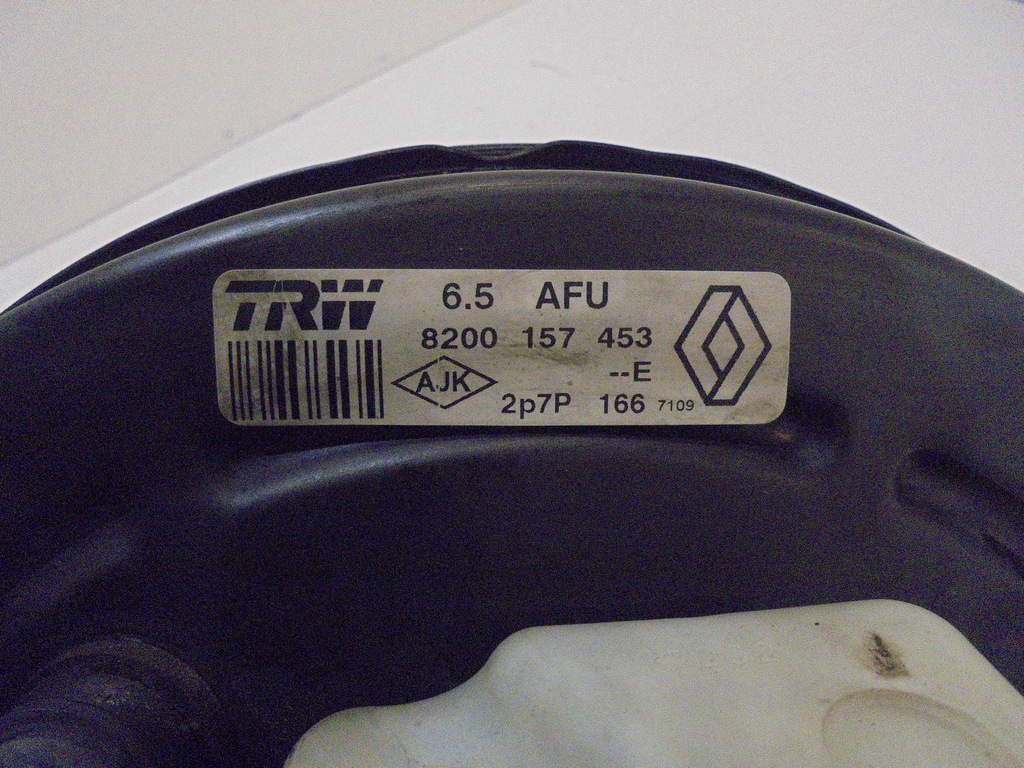 TRW 6.5 AFU
8200 157 453
AJK --E
2p7P 166 7109